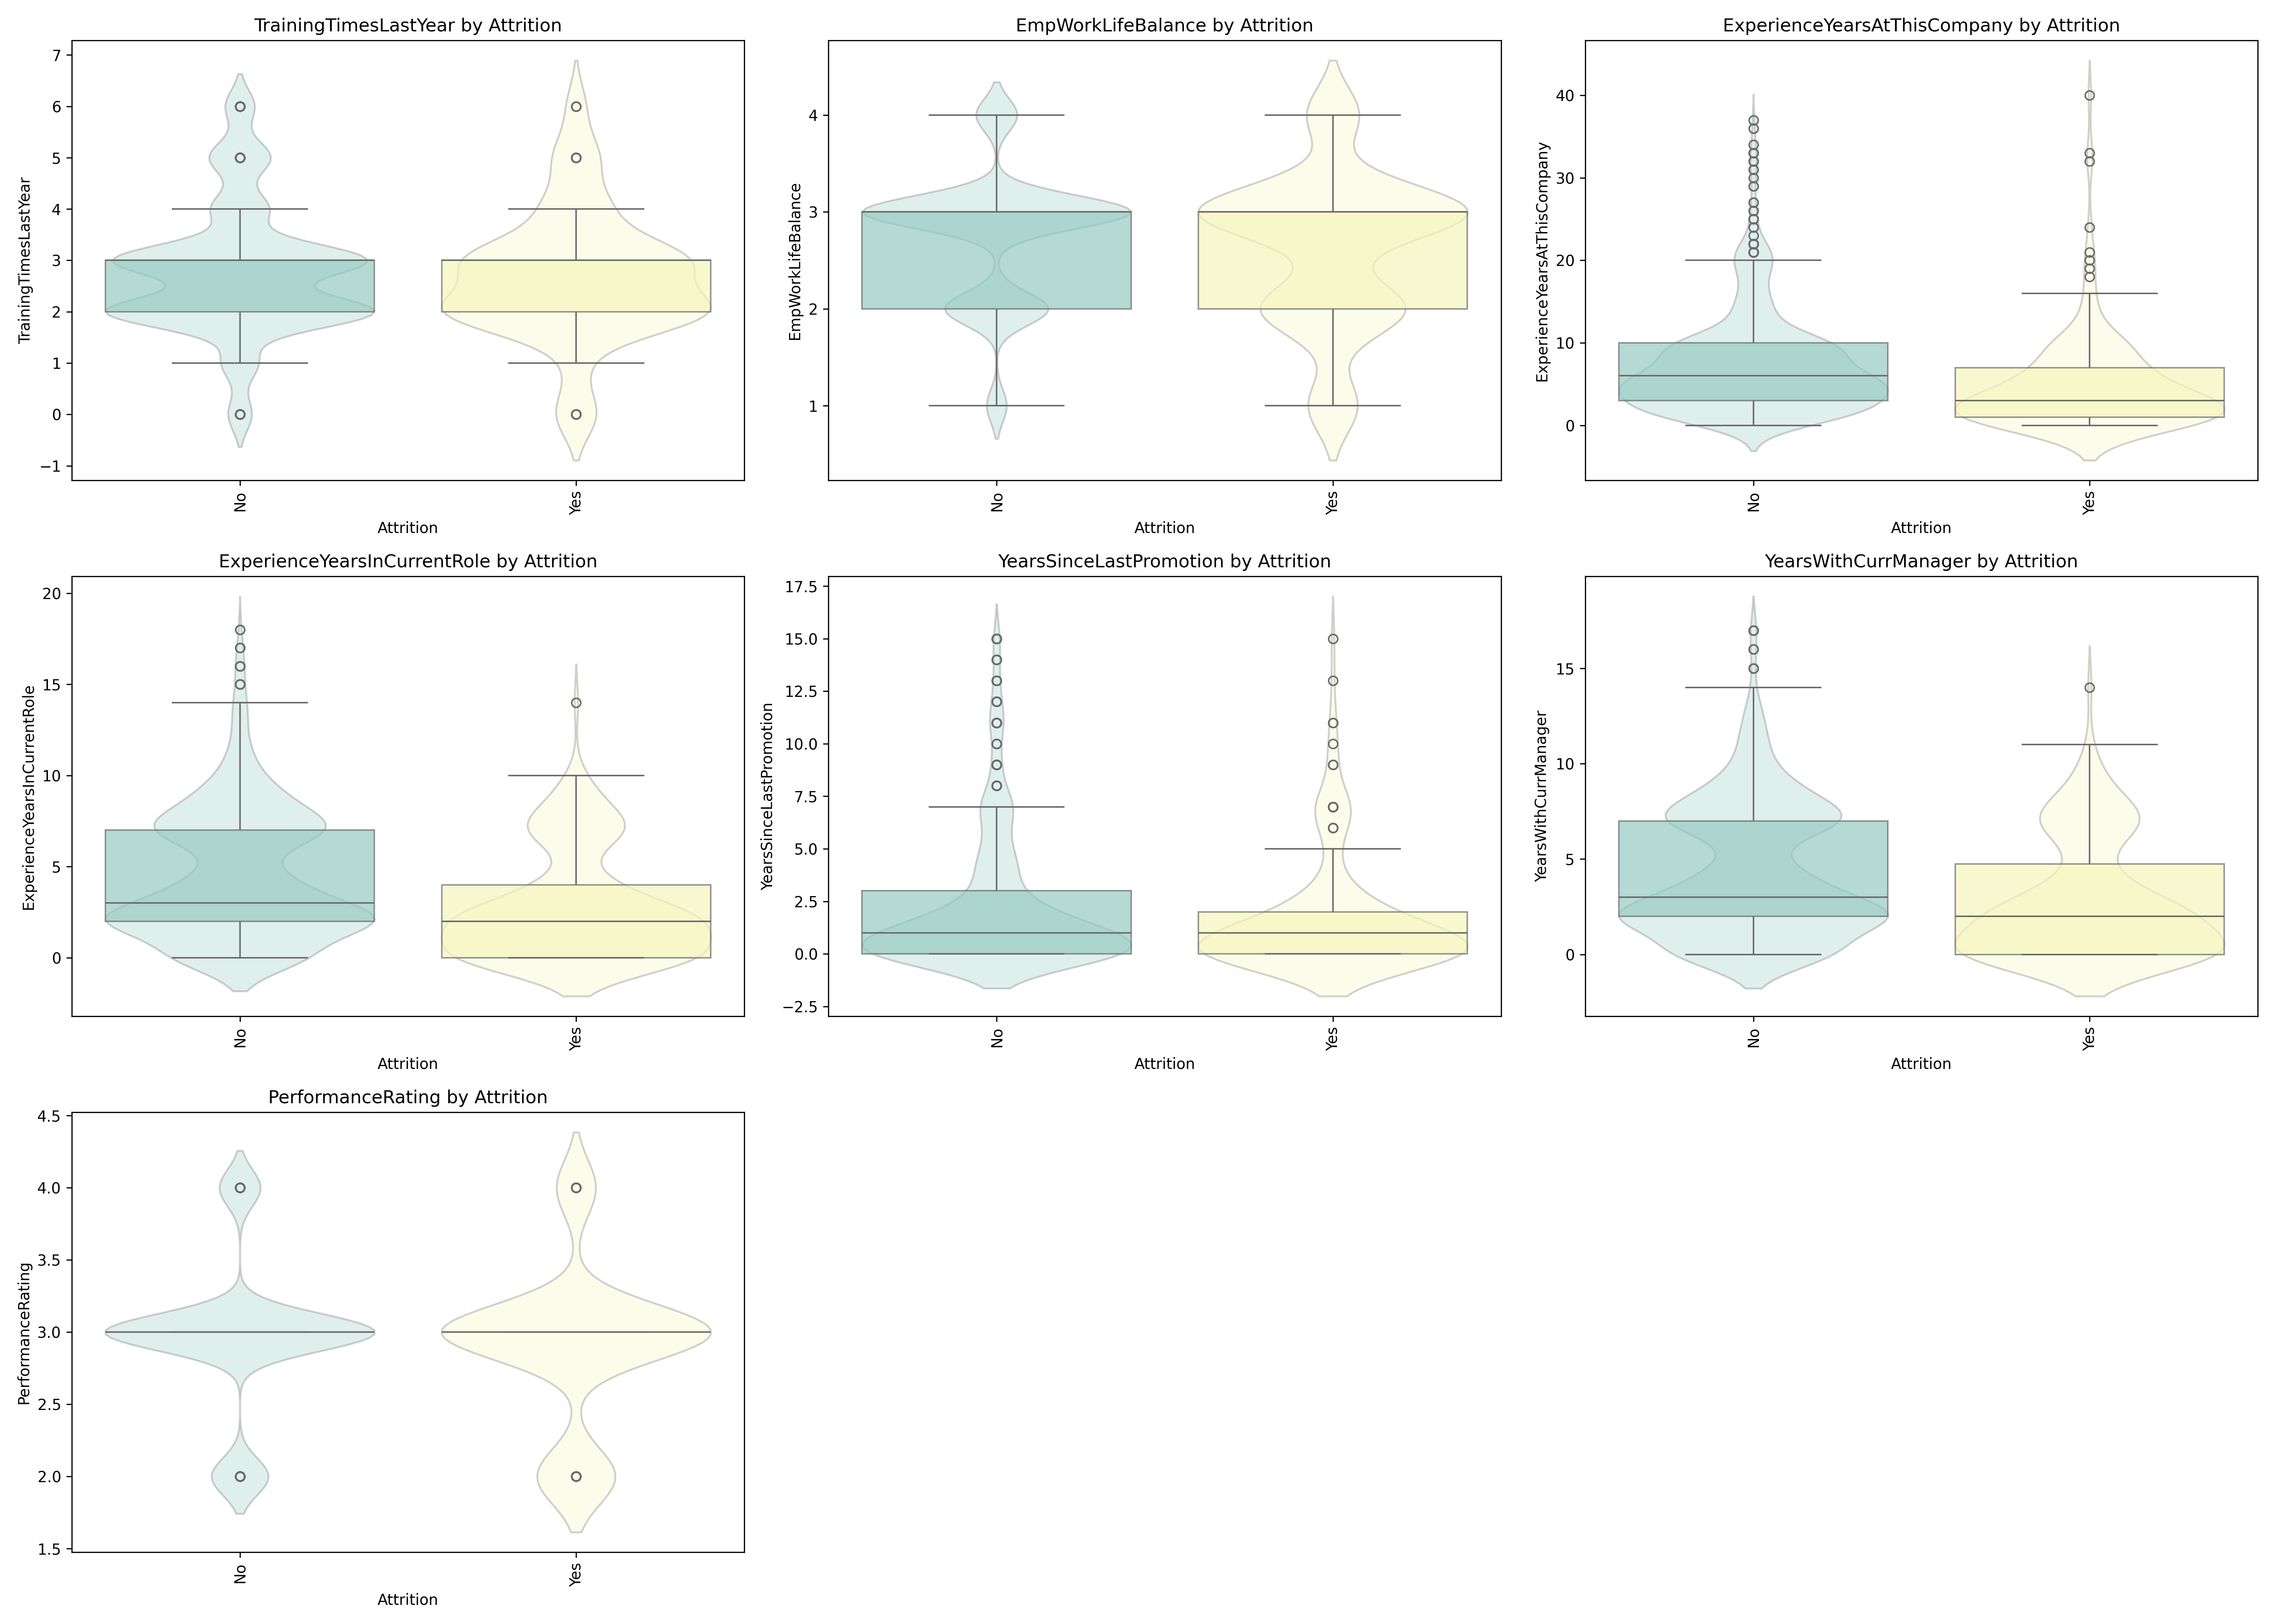 TrainingTimesLastYear by Attrition
7
6
5
4
3
2
1
0
−1
TrainingTimesLastYear
No
Yes
Attrition
EmpWorkLifeBalance by Attrition
4
3
2
1
EmpWorkLifeBalance
No
Yes
Attrition
ExperienceYearsAtThisCompany by Attrition
40
30
20
10
0
ExperienceYearsAtThisCompany
No
Yes
Attrition
ExperienceYearsInCurrentRole by Attrition
20
15
10
5
0
ExperienceYearsInCurrentRole
No
Yes
Attrition
YearsSinceLastPromotion by Attrition
17.5
15.0
12.5
10.0
7.5
5.0
2.5
0.0
−2.5
YearsSinceLastPromotion
No
Yes
Attrition
YearsWithCurrManager by Attrition
15
10
5
0
YearsWithCurrManager
No
Yes
Attrition
PerformanceRating by Attrition
4.5
4.0
3.5
3.0
2.5
2.0
1.5
PerformanceRating
No
Yes
Attrition